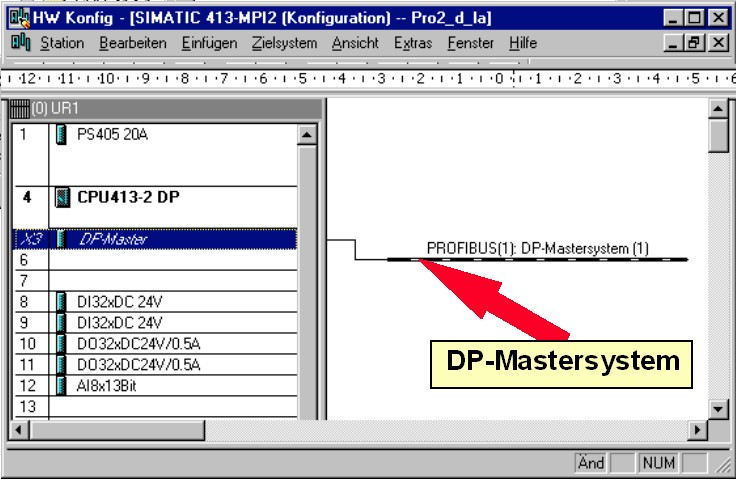 HW Konfig - [SIMATIC 413-MPI2 (Konfiguration) -- Pro2_d_la]
Station Bearbeiten Einfügen Zielsystem Ansicht Extras Fenster Hilfe
12 11 10 9 8 7 6 5 4 3 2 1 0 1 2 3 4 5 6
(0) UR1
1 PS405 20A
4 CPU413-2 DP
X3 DP-Master
PROFIBUS(1): DP-Mastersystem (1)
6
7
8 DI32xDC 24V
9 DI32xDC 24V
10 DO32xDC24V/0.5A
DP-Mastersystem
11 DO32xDC24V/0.5A
12 AI8x13Bit
13
Änd NUM